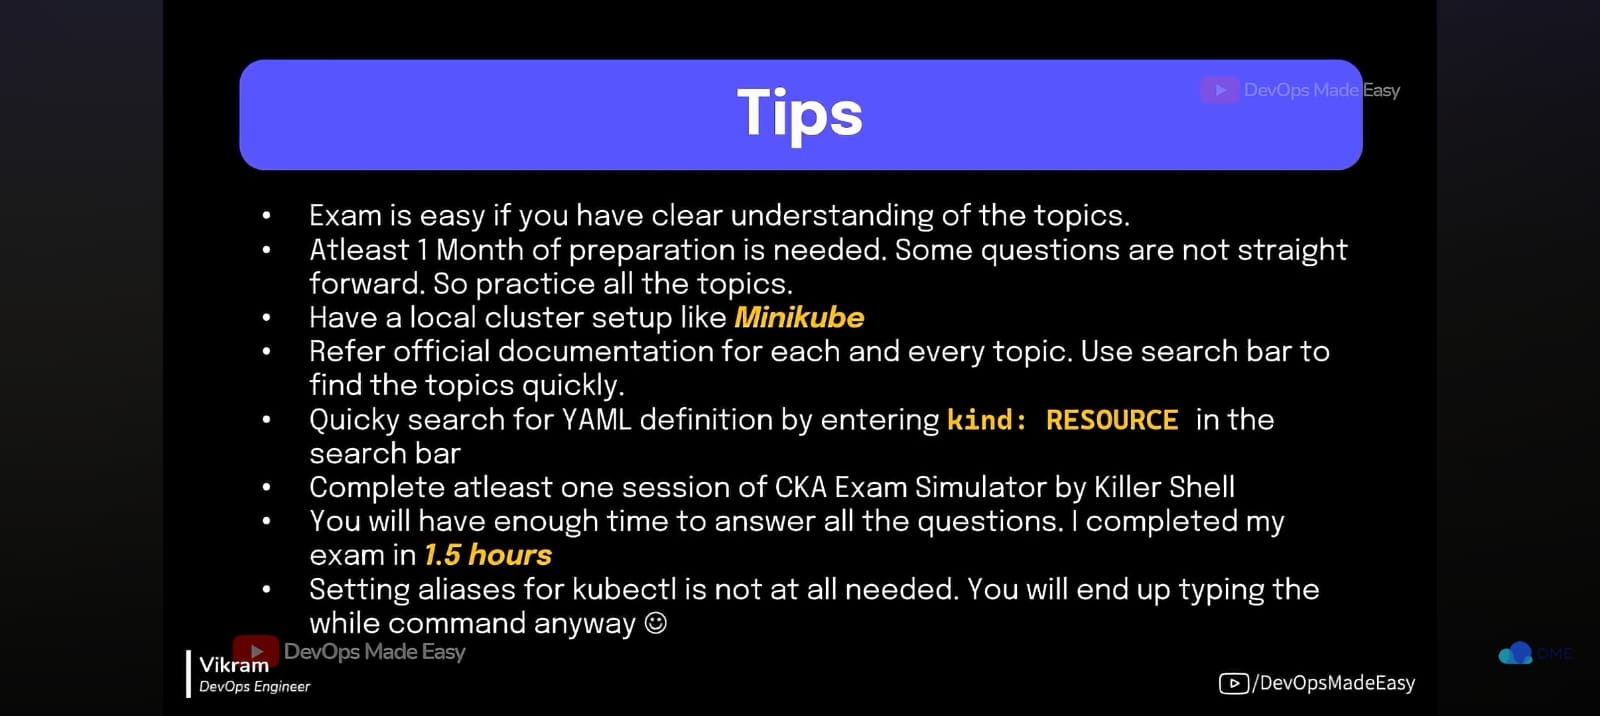 Tips
DevOps Made Easy
• Exam is easy if you have clear understanding of the topics.
• Atleast 1 Month of preparation is needed. Some questions are not straight
forward. So practice all the topics.
• Have a local cluster setup like Minikube
• Refer official documentation for each and every topic. Use search bar to
find the topics quickly.
• Quicky search for YAML definition by entering kind: RESOURCE in the
search bar
• Complete atleast one session of CKA Exam Simulator by Killer Shell
• You will have enough time to answer all the questions. I completed my
exam in 1.5 hours
• Setting aliases for kubectl is not at all needed. You will end up typing the
while command anyway ☺
DevOps Made Easy
Vikram
DevOps Engineer
DME
/DevOpsMadeEasy